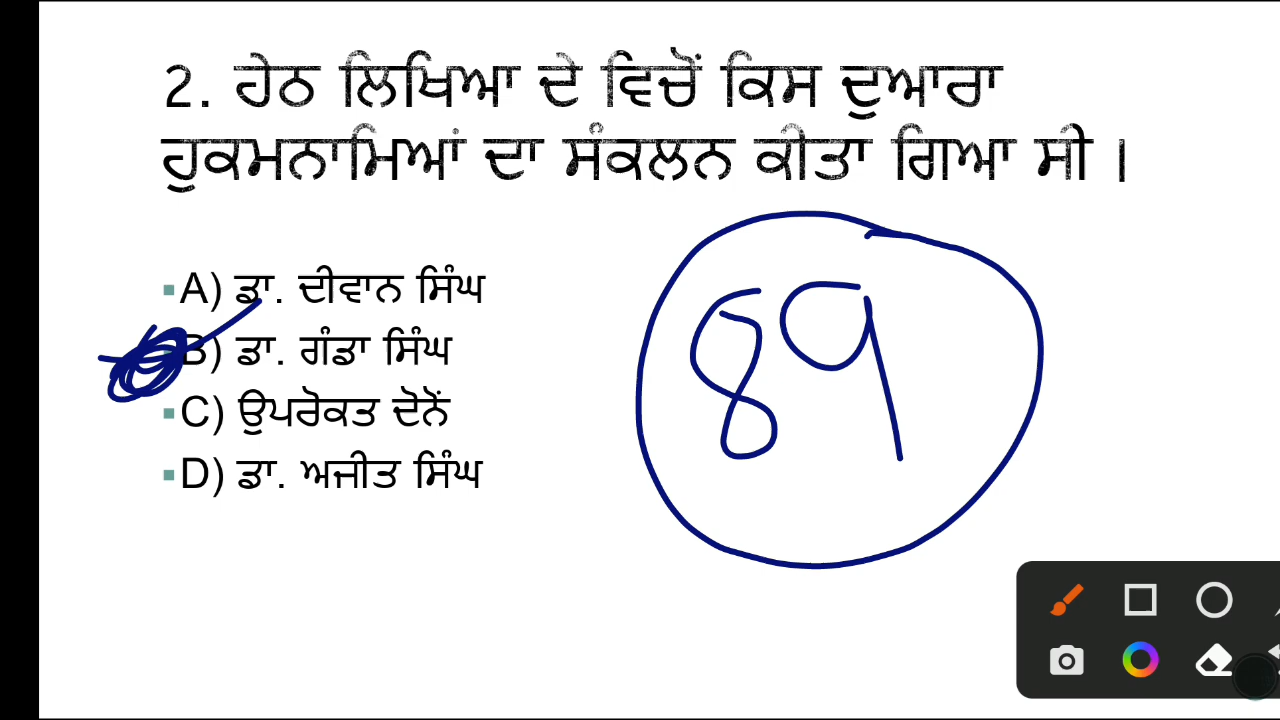 2. ਹੇਠ ਲਿਖਿਆ ਦੇ ਵਿਚੋਂ ਕਿਸ ਦੁਆਰਾ
ਹੁਕਮਨਾਮਿਆਂ ਦਾ ਸੰਕਲਨ ਕੀਤਾ ਗਿਆ ਸੀ ।
A) ਡਾ. ਦੀਵਾਨ ਸਿੰਘ
B) ਡਾ. ਗੰਡਾ ਸਿੰਘ
C) ਉਪਰੋਕਤ ਦੋਨੋਂ
D) ਡਾ. ਅਜੀਤ ਸਿੰਘ
89